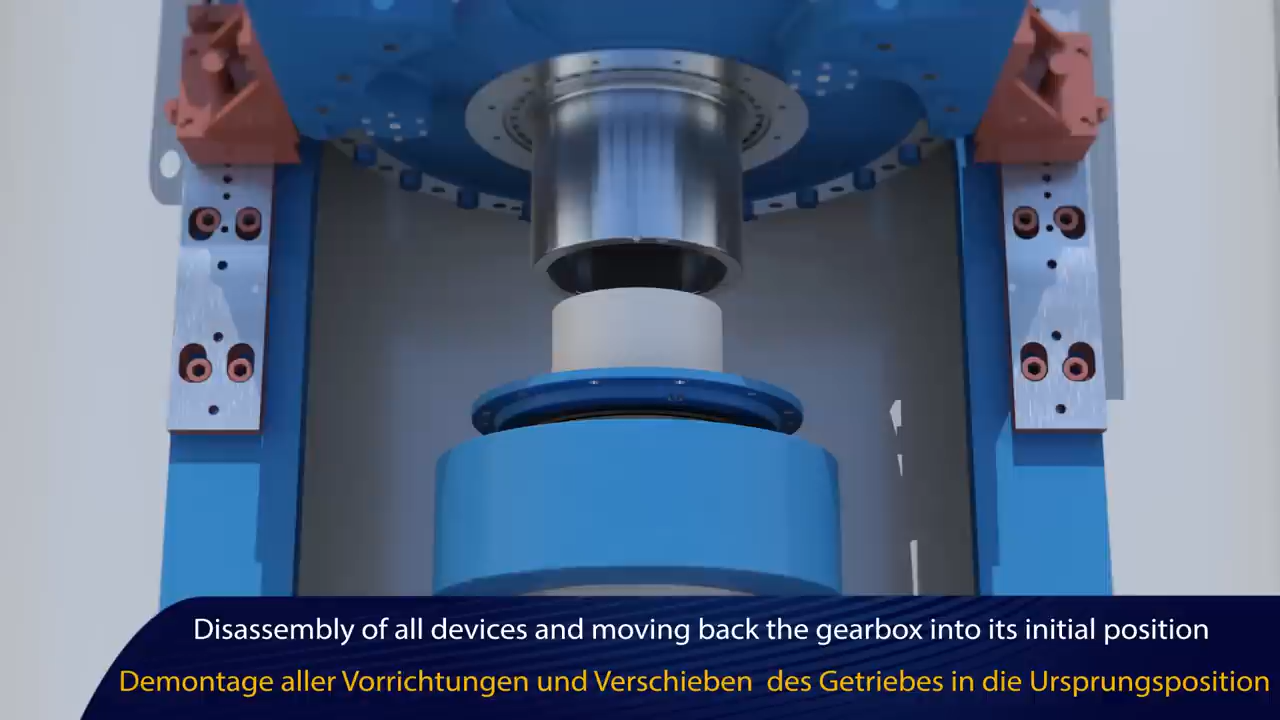 Disassembly of all devices and moving back the gearbox into its initial position
Demontage aller Vorrichtungen und Verschieben  des Getriebes in die Ursprungsposition